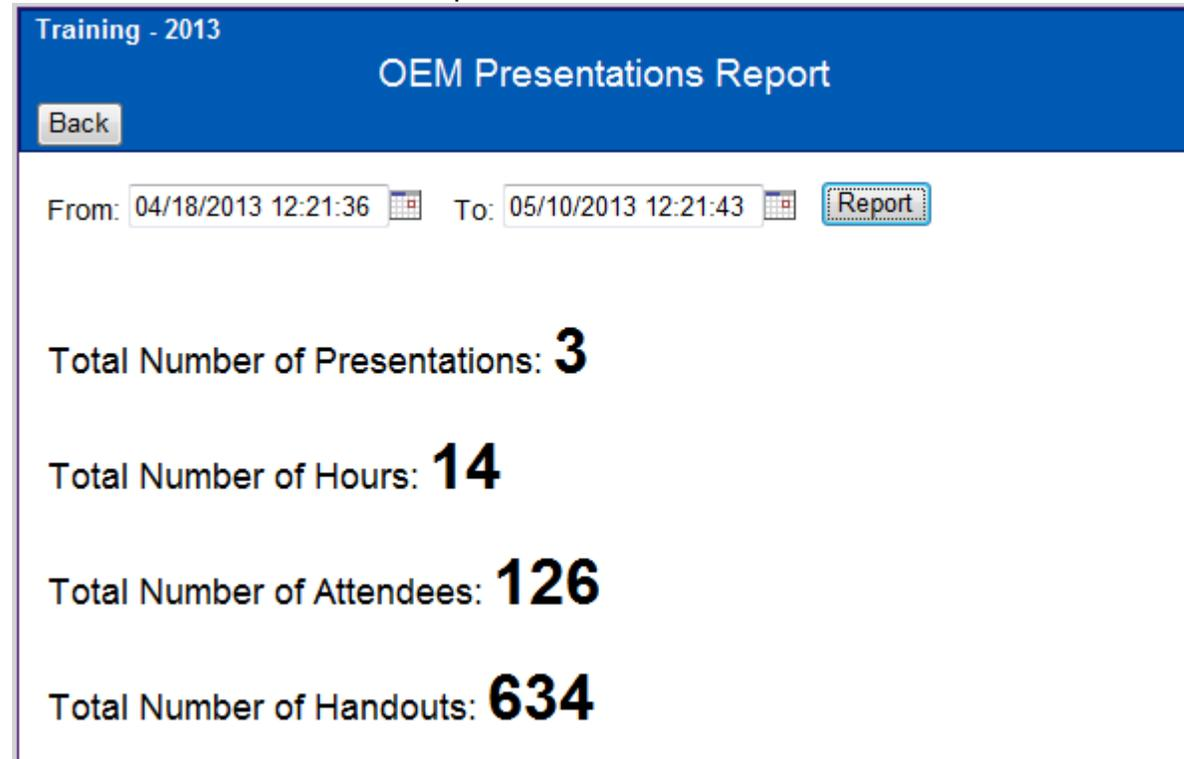 Training - 2013
OEM Presentations Report
Back
From: 04/18/2013 12:21:36 To: 05/10/2013 12:21:43 Report
Total Number of Presentations: 3
Total Number of Hours: 14
Total Number of Attendees: 126
Total Number of Handouts: 634